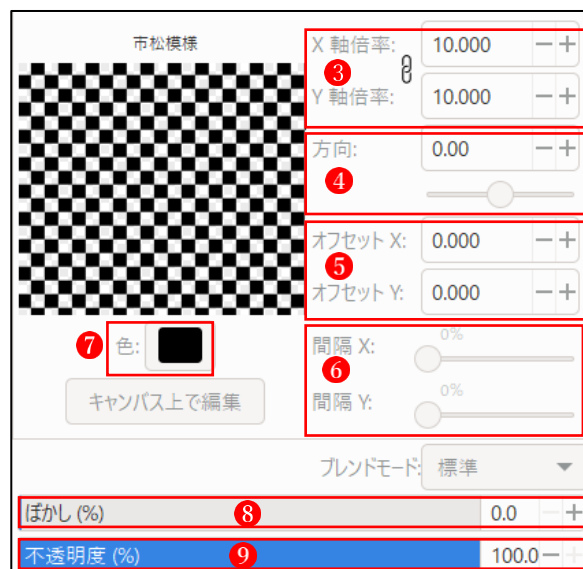 市松模様
X 軸倍率: 10.000 − +
③
Y 軸倍率: 10.000 − +
方向: 0.00 − +
④
オフセット X: 0.000 − +
⑤
オフセット Y: 0.000 − +
⑦ 色:
間隔 X: 0%
⑥
間隔 Y: 0%
キャンバス上で編集
ブレンドモード: 標準
ぼかし (%) ⑧ 0.0 − +
不透明度 (%) ⑨ 100.0 − +